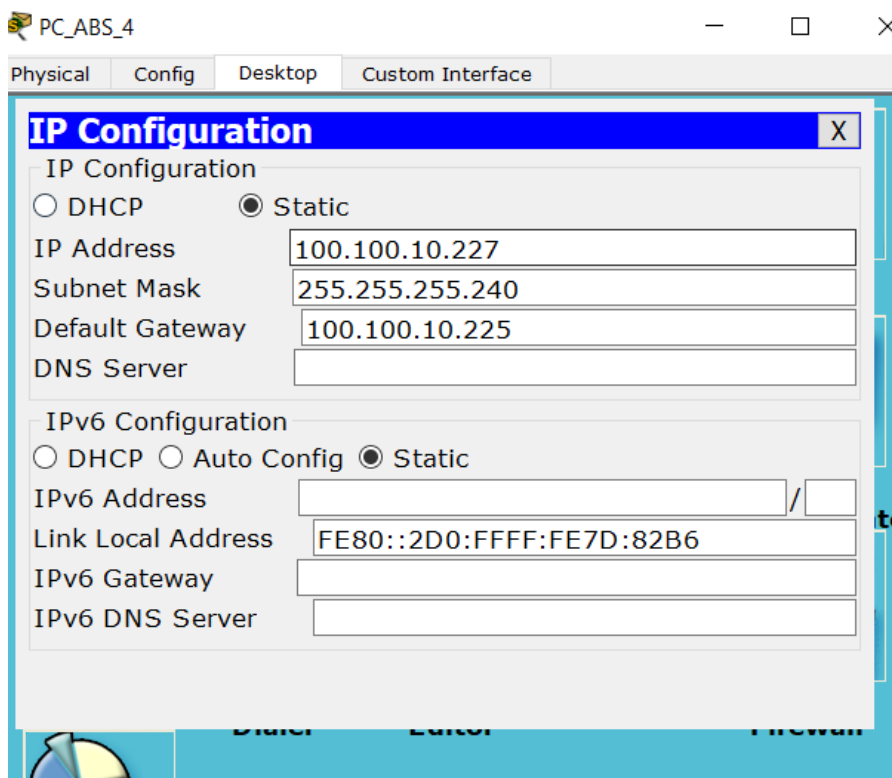 PC_ABS_4
Physical Config Desktop Custom Interface
IP Configuration X
IP Configuration
DHCP Static
IP Address 100.100.10.227
Subnet Mask 255.255.255.240
Default Gateway 100.100.10.225
DNS Server
IPv6 Configuration
DHCP Auto Config Static
IPv6 Address /
Link Local Address FE80::2D0:FFFF:FE7D:82B6
IPv6 Gateway
IPv6 DNS Server